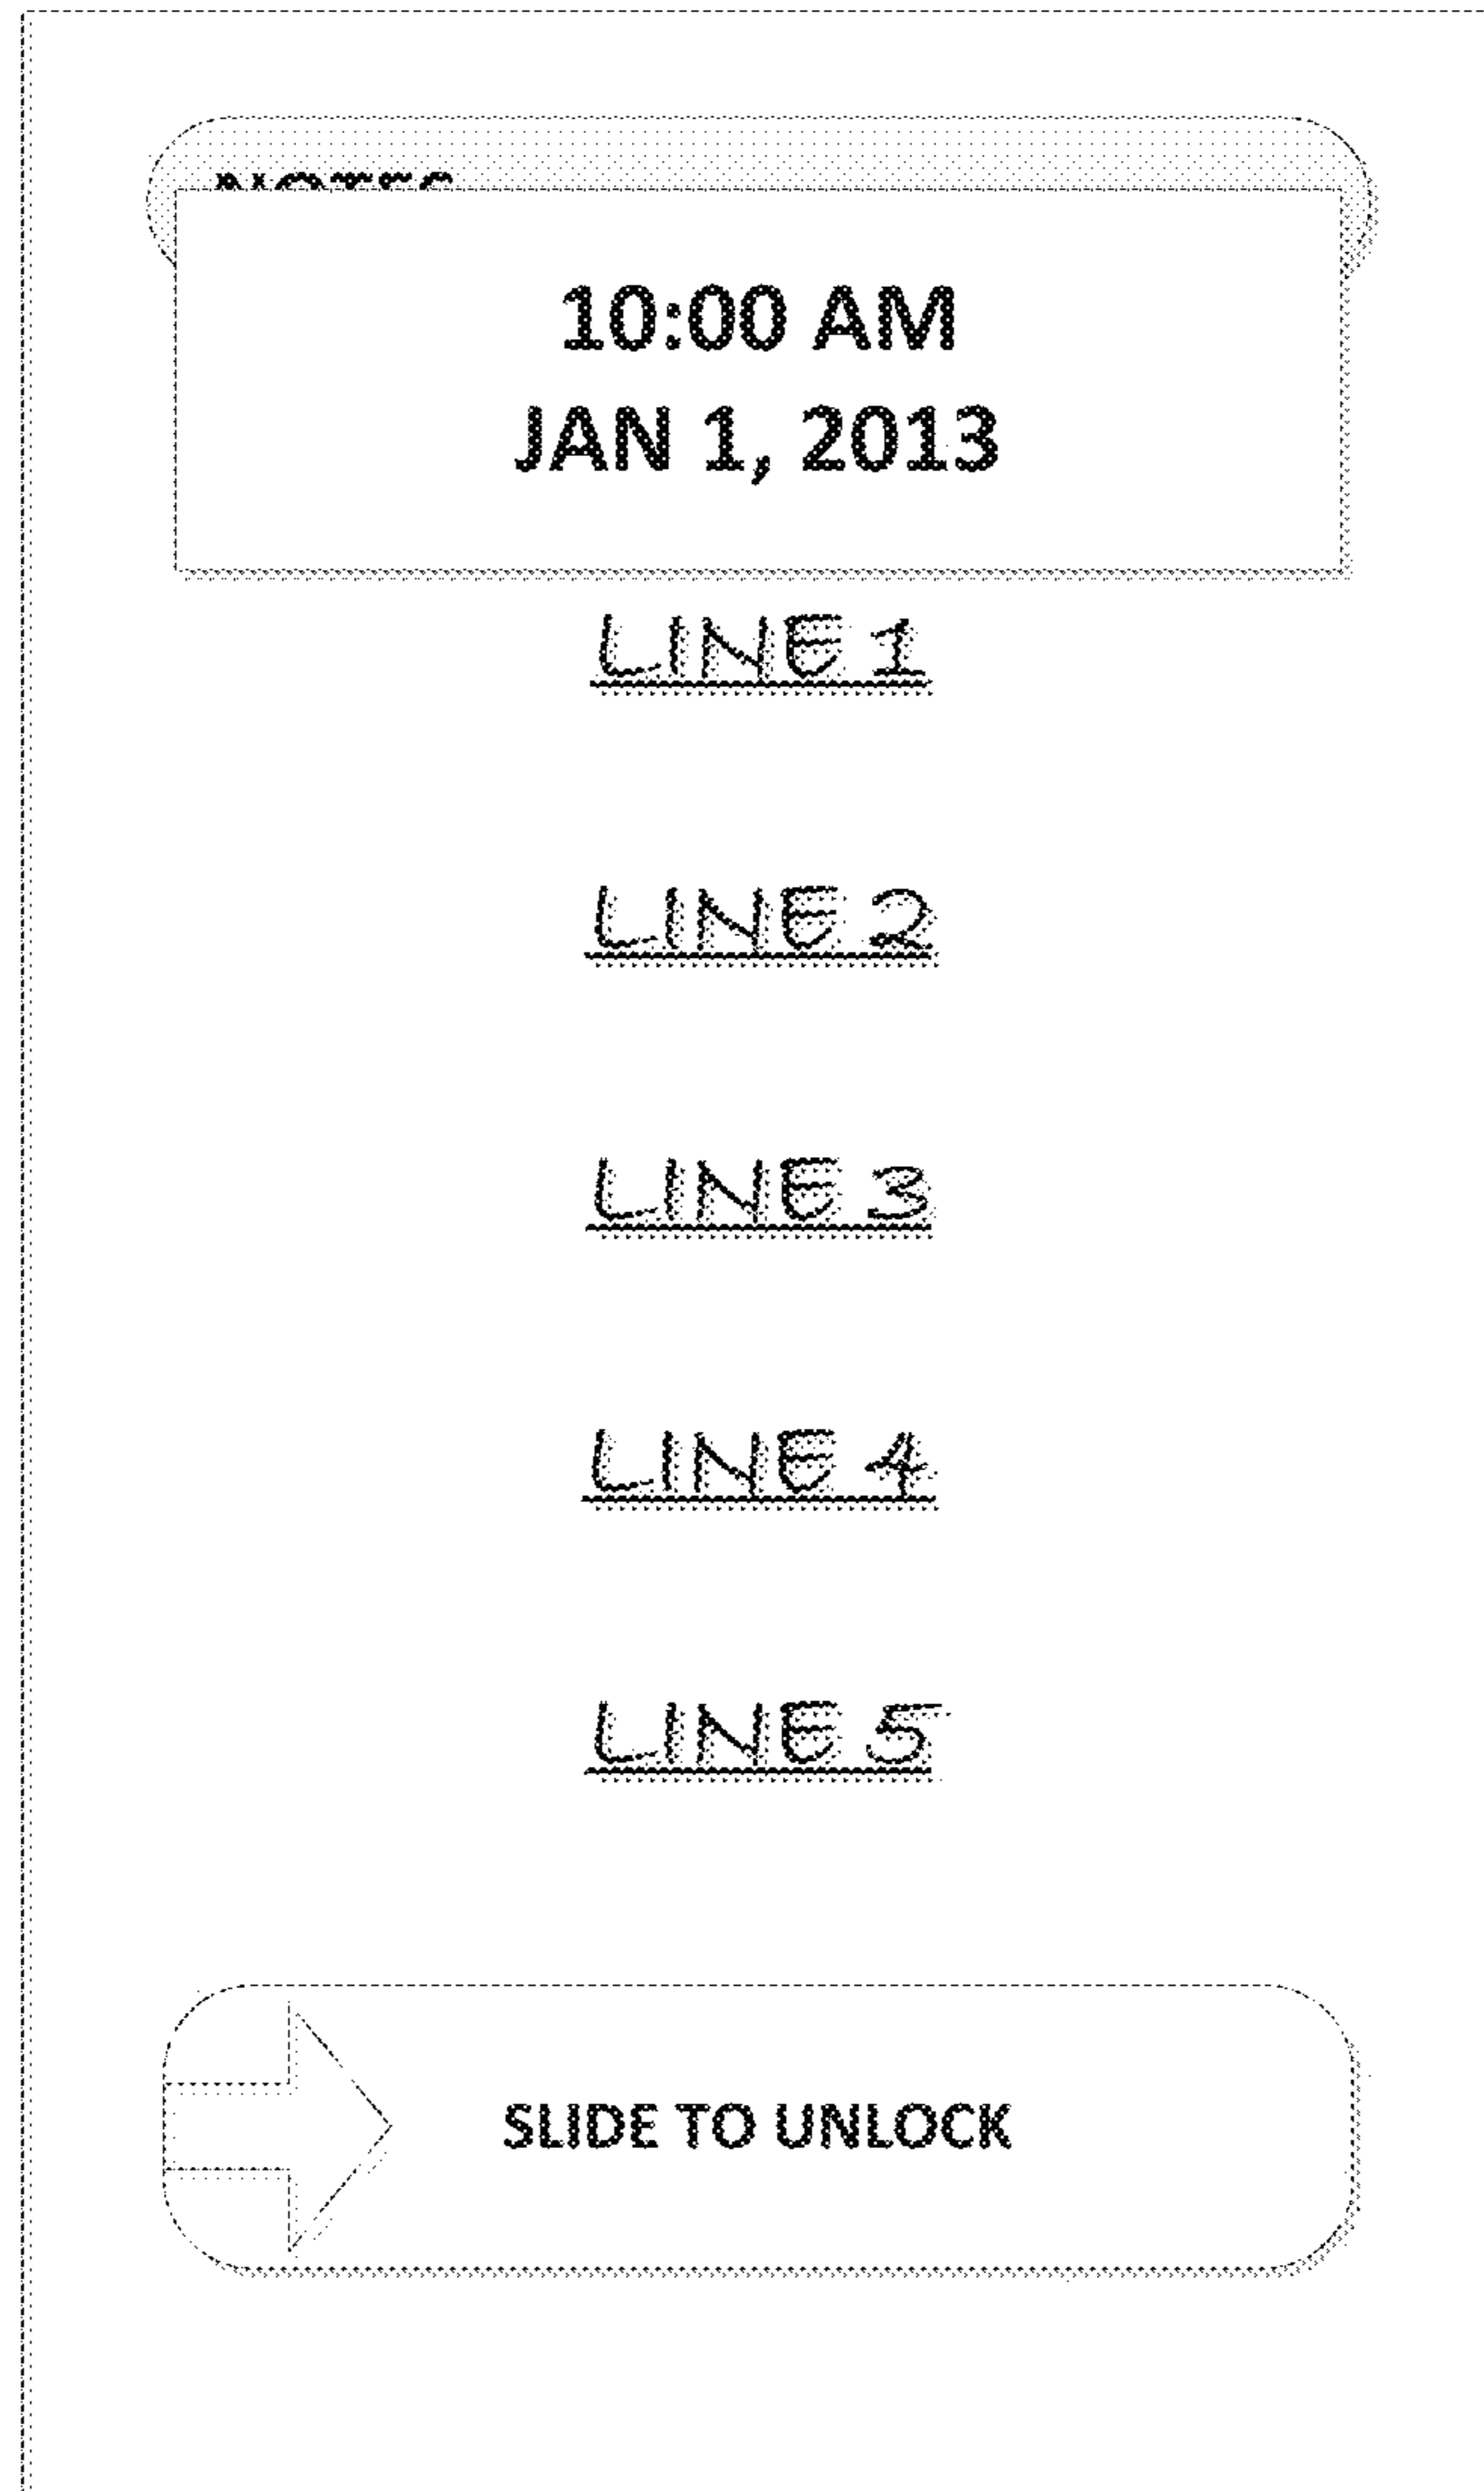 10:00 AM
JAN 1, 2013
LINE 1
LINE 2
LINE 3
LINE 4
LINE 5
SLIDE TO UNLOCK